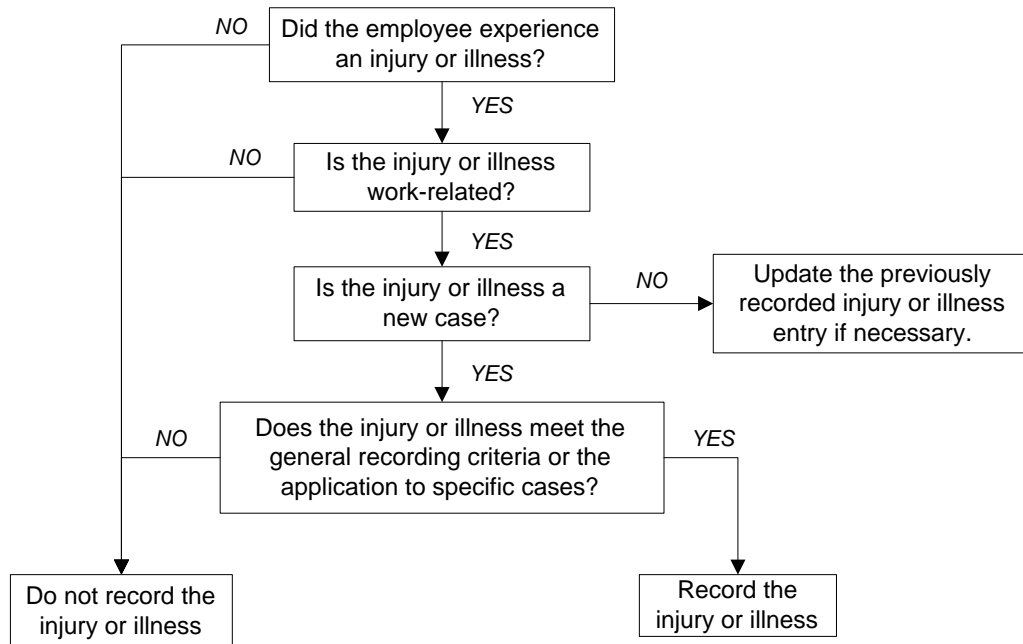 NO
Did the employee experience
an injury or illness?
YES
NO
Is the injury or illness
work-related?
YES
Is the injury or illness a
new case?
NO
Update the previously
recorded injury or illness
entry if necessary.
YES
NO
Does the injury or illness meet the
general recording criteria or the
application to specific cases?
YES
Do not record the
injury or illness
Record the
injury or illness